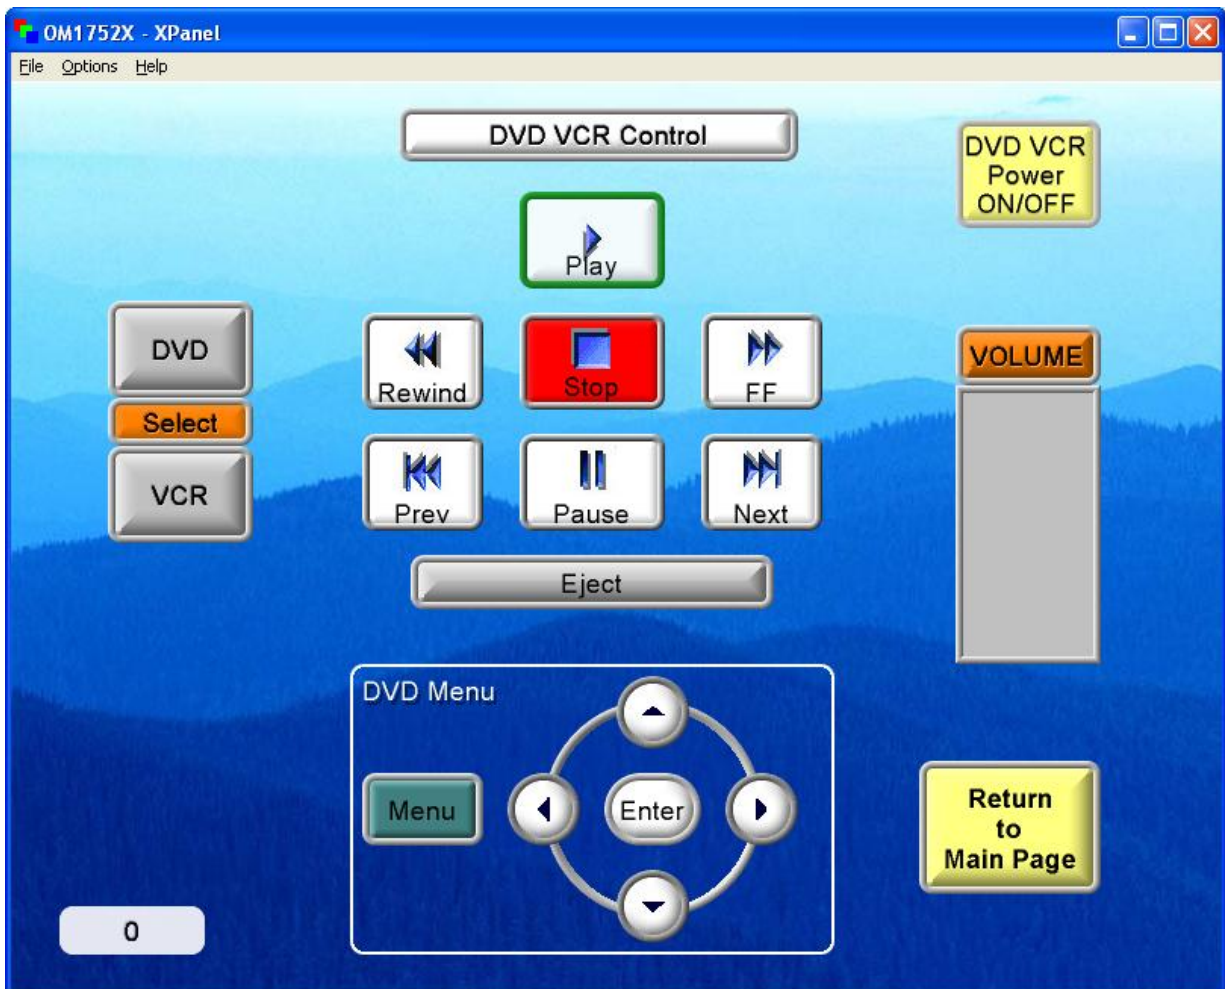 OM1752X - XPanel
File Options Help
DVD VCR Control
DVD VCR
Power
ON/OFF
Play
DVD
Select
VCR
Rewind
Stop
FF
Prev
Pause
Next
Eject
VOLUME
DVD Menu
Menu
Enter
Return
to
Main Page
0